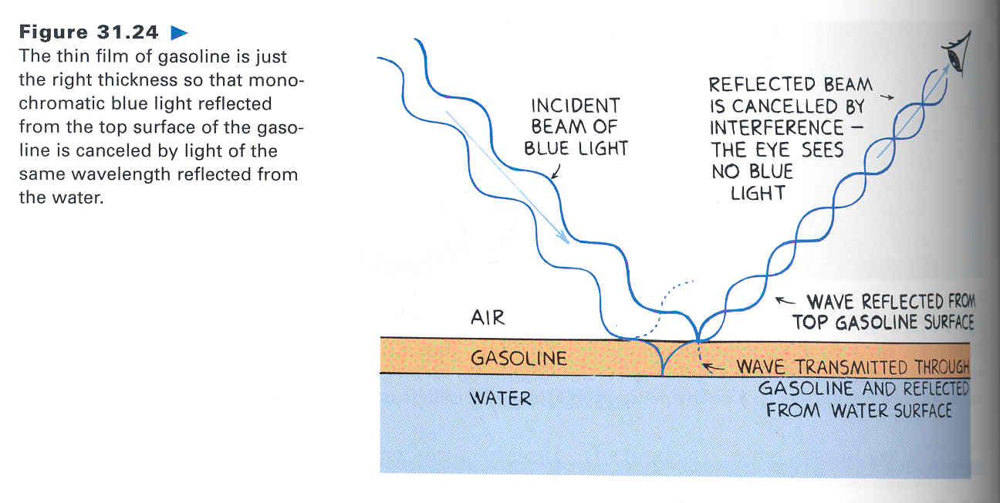 Figure 31.24 ▶
The thin film of gasoline is just
the right thickness so that mono-
chromatic blue light reflected
from the top surface of the gaso-
line is canceled by light of the
same wavelength reflected from
the water.
INCIDENT
BEAM OF
BLUE LIGHT
REFLECTED BEAM
IS CANCELLED BY
INTERFERENCE –
THE EYE SEES
NO BLUE
LIGHT
AIR
WAVE REFLECTED FROM
TOP GASOLINE SURFACE
GASOLINE
WAVE TRANSMITTED THROUGH
GASOLINE AND REFLECTED
FROM WATER SURFACE
WATER